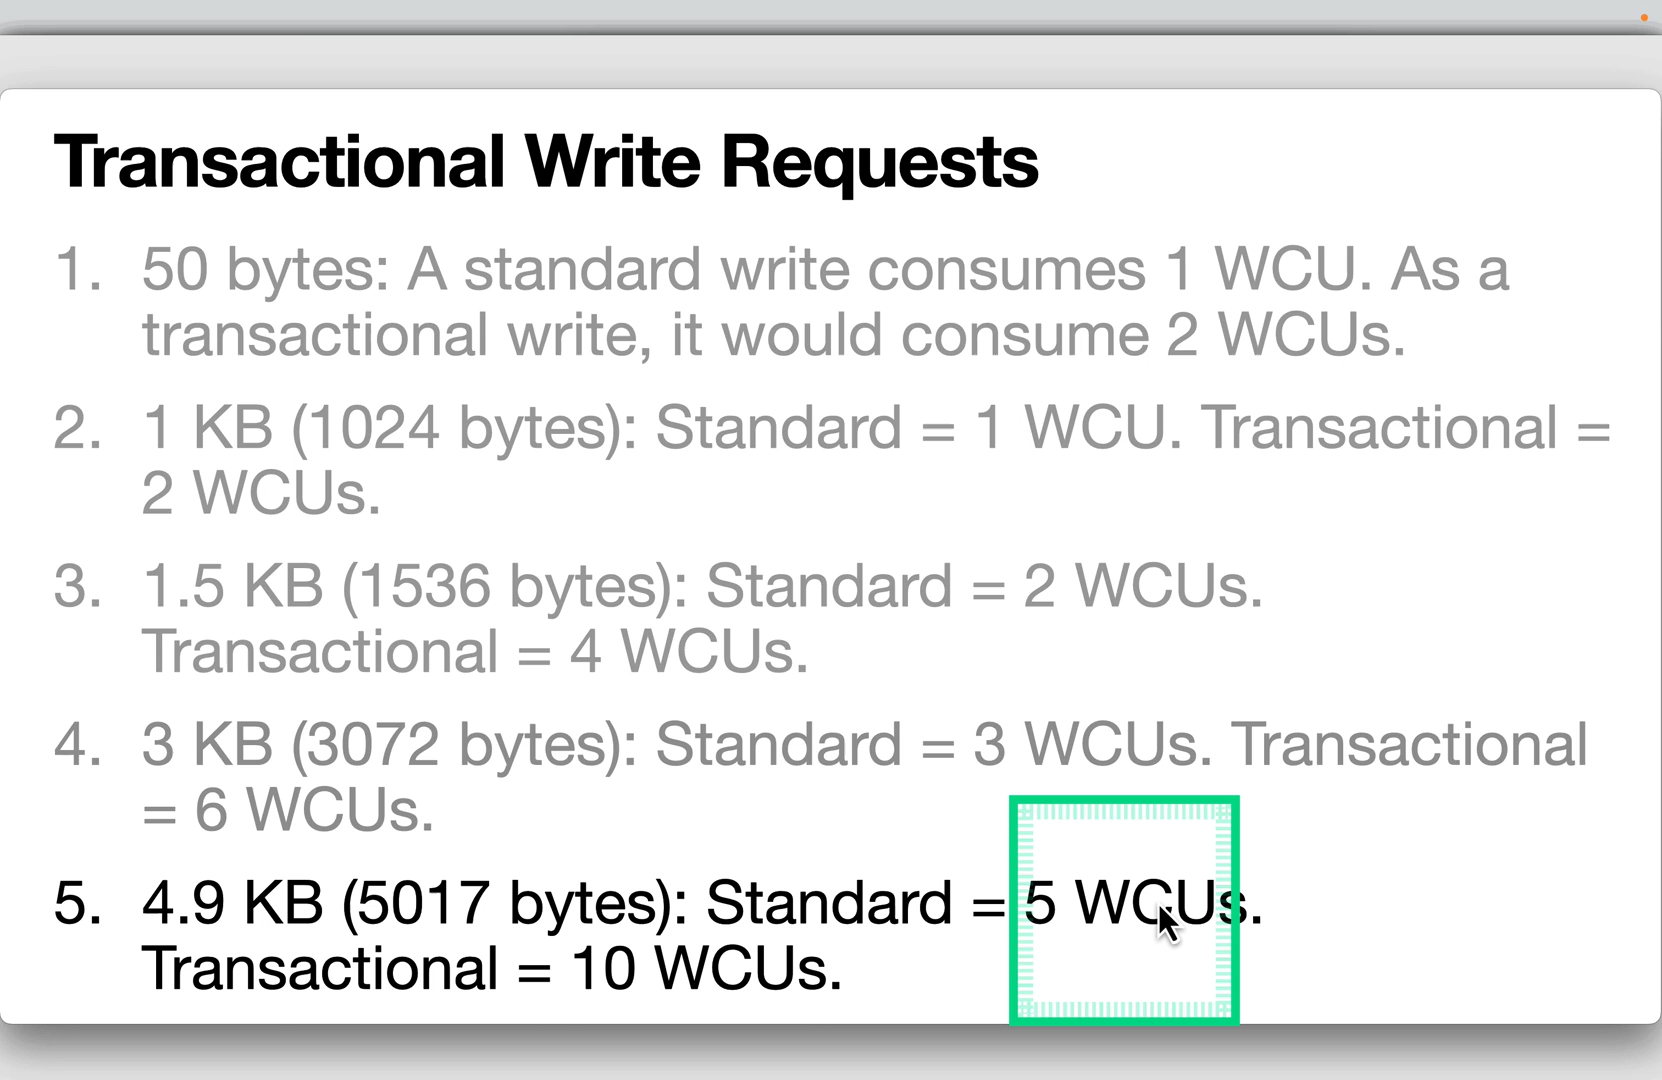 Transactional Write Requests
1. 50 bytes: A standard write consumes 1 WCU. As a
transactional write, it would consume 2 WCUs.
2. 1 KB (1024 bytes): Standard = 1 WCU. Transactional =
2 WCUs.
3. 1.5 KB (1536 bytes): Standard = 2 WCUs.
Transactional = 4 WCUs.
4. 3 KB (3072 bytes): Standard = 3 WCUs. Transactional
= 6 WCUs.
5. 4.9 KB (5017 bytes): Standard = 5 WCUs.
Transactional = 10 WCUs.